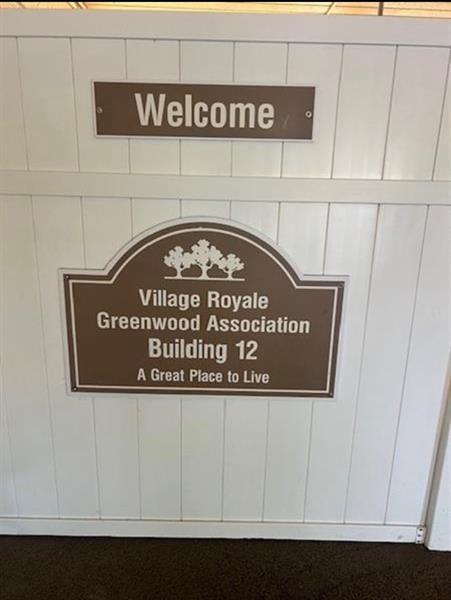 Welcome
Village Royale
Greenwood Association
Building 12
A Great Place to Live